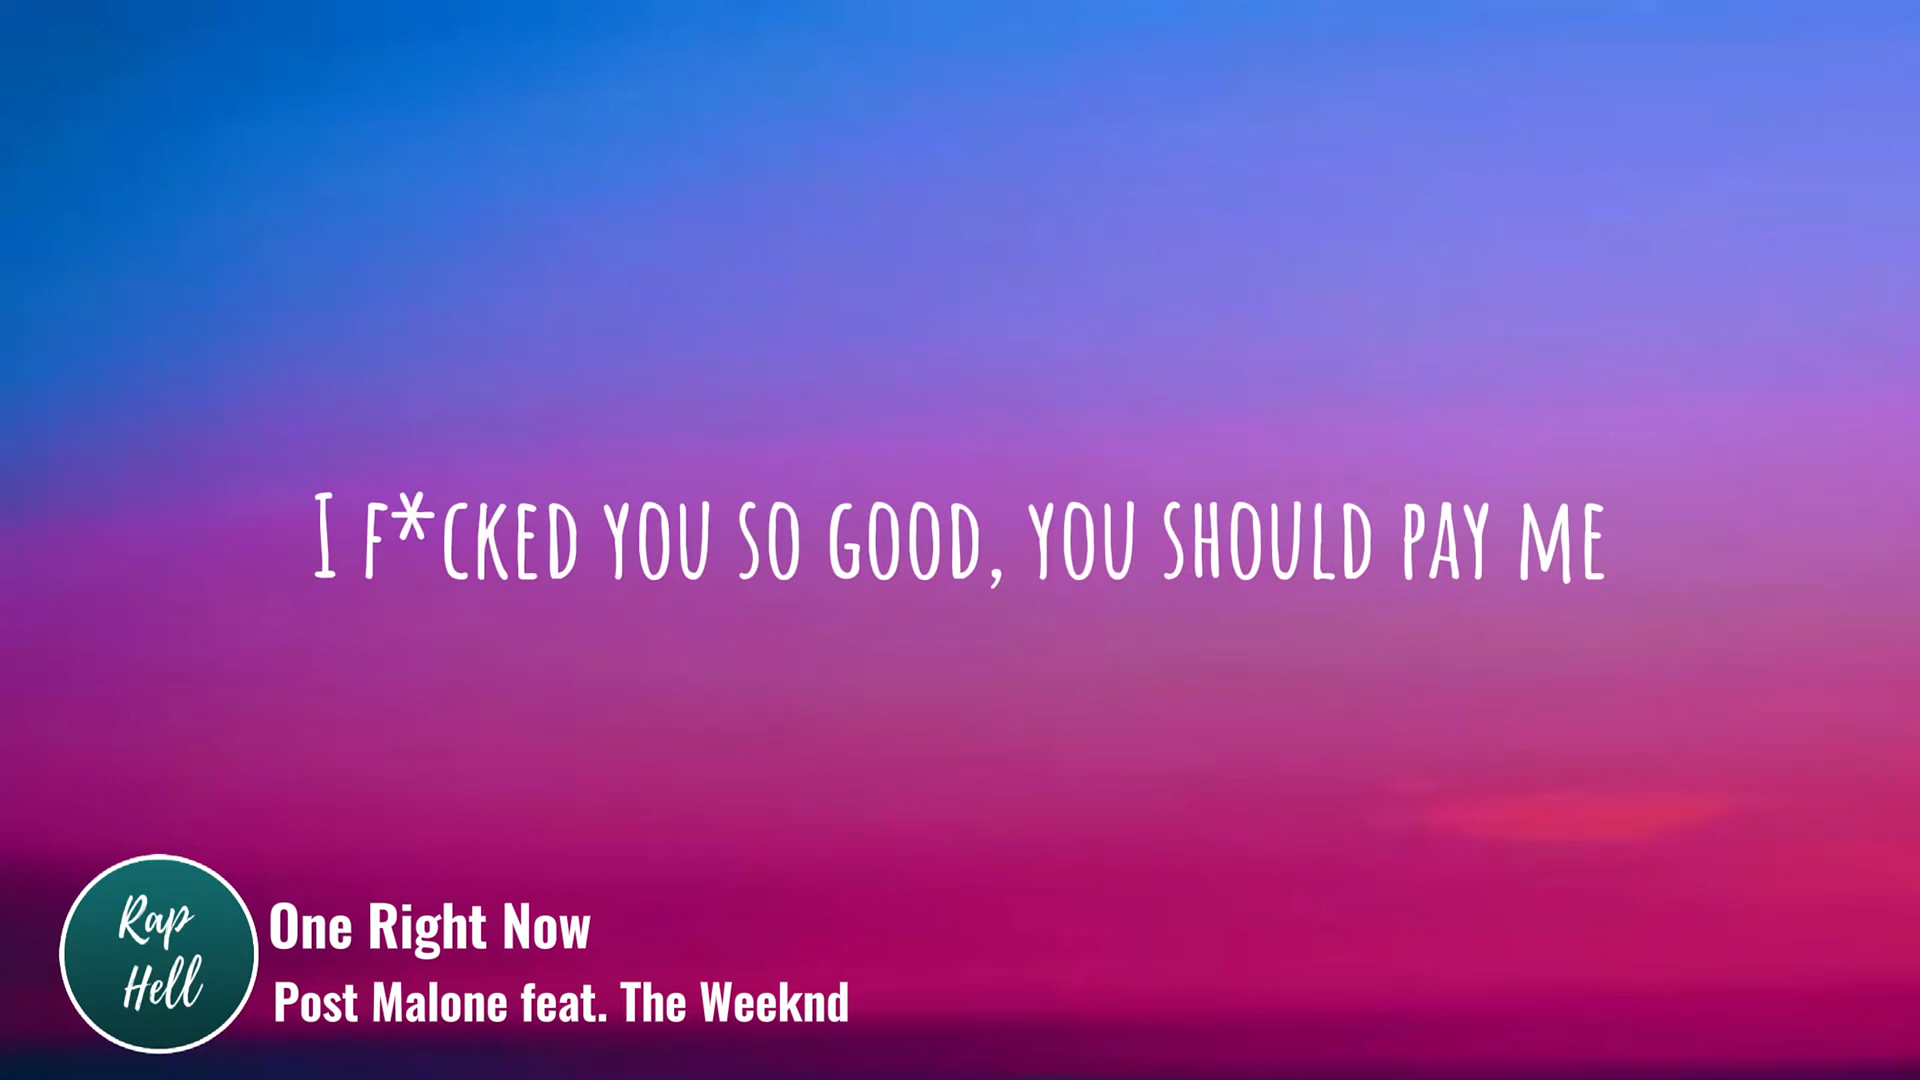 I F*CKED YOU SO GOOD, YOU SHOULD PAY ME
Rap
Hell
One Right Now
Post Malone feat. The Weeknd